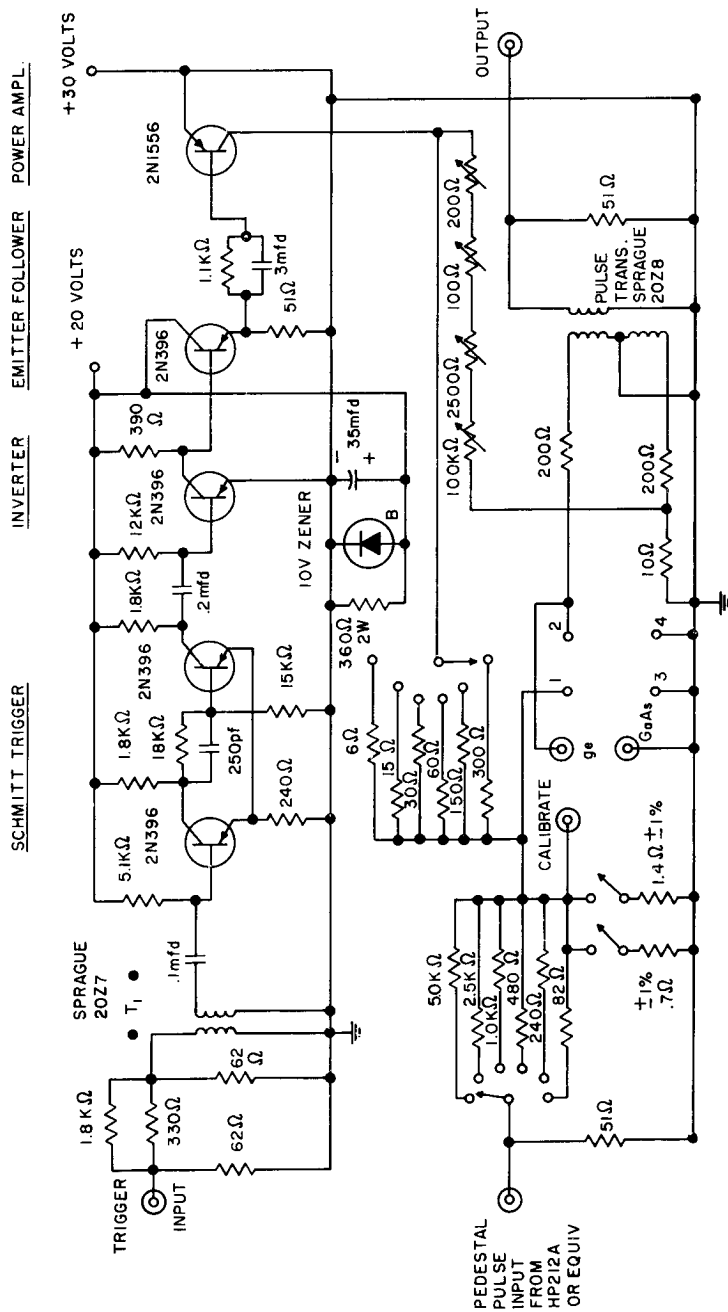 SCHMITT TRIGGER
INVERTER
EMITTER FOLLOWER
POWER AMPL.
SPRAGUE
20Z7
T1
1.8 KΩ
330Ω
TRIGGER
INPUT
62Ω
62
Ω
.1mfd
5.1KΩ
2N396
1.8KΩ
18KΩ
250pf
240Ω
2N396
15KΩ
1.8KΩ
.2mfd
12KΩ
2N396
390
Ω
+ 20 VOLTS
2N396
51Ω
1.1KΩ
3mfd
2N1556
+30 VOLTS
360Ω
2W
10V ZENER
B
-
+
35mfd
6Ω
15
Ω
30Ω
60Ω
150Ω
300Ω
100KΩ
2500Ω
100Ω
200Ω
PEDESTAL
PULSE
INPUT
FROM
HP212A
OR EQUIV
51Ω
5.0KΩ
2.5KΩ
1.0KΩ
480Ω
240Ω
82Ω
±1%
.7Ω
1.4Ω ±1%
CALIBRATE
ge
GaAs
1
2
3
4
10Ω
200Ω
200Ω
PULSE
TRANS.
SPRAGUE
20Z8
51Ω
OUTPUT